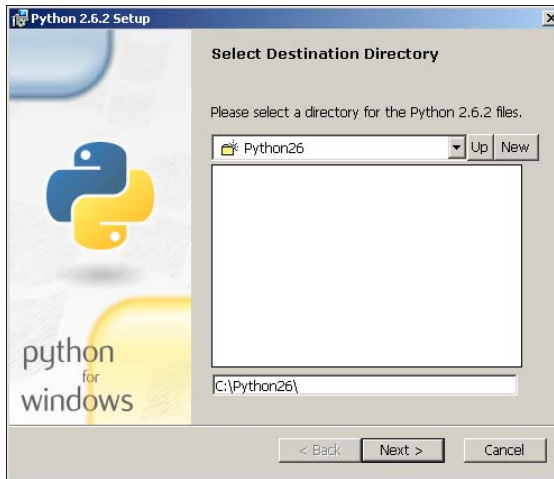 Python 2.6.2 Setup
Select Destination Directory
Please select a directory for the Python 2.6.2 files.
Python26
Up
New
python
for
windows
C:\Python26\
< Back
Next >
Cancel